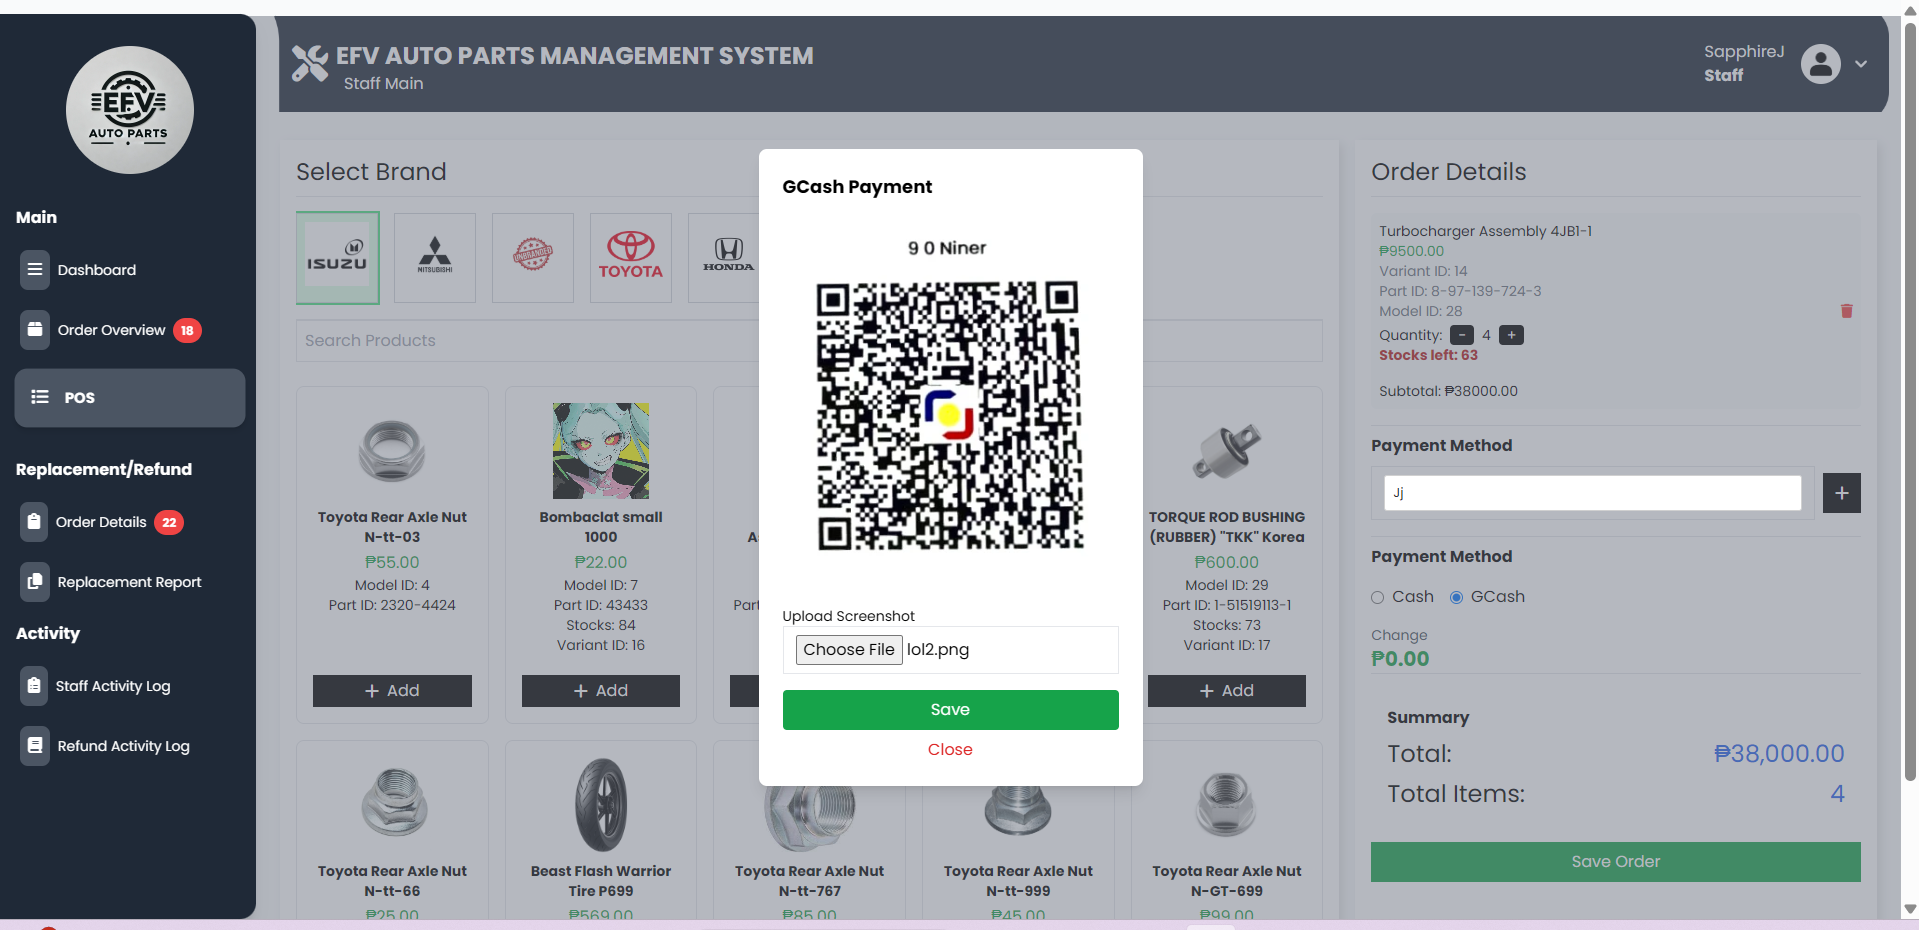 EFV
AUTO PARTS
Main
Dashboard
Order Overview 18
POS
Replacement/Refund
Order Details 22
Replacement Report
Activity
Staff Activity Log
Refund Activity Log
EFV AUTO PARTS MANAGEMENT SYSTEM
Staff Main
SapphireJ
Staff
Select Brand
ISUZU
MITSUBISHI
UNBRANDED
TOYOTA
HONDA
Search Products
Toyota Rear Axle Nut
N-tt-03
₱55.00
Model ID: 4
Part ID: 2320-4424
+ Add
Bombaclat small
1000
₱22.00
Model ID: 7
Part ID: 43433
Stocks: 84
Variant ID: 16
+ Add
TORQUE ROD BUSHING
(RUBBER) "TKK" Korea
₱600.00
Model ID: 29
Part ID: 1-51519113-1
Stocks: 73
Variant ID: 17
+ Add
Toyota Rear Axle Nut
N-tt-66
₱25.00
Beast Flash Warrior
Tire P699
₱569.00
Toyota Rear Axle Nut
N-tt-767
₱85.00
Toyota Rear Axle Nut
N-tt-999
₱45.00
Toyota Rear Axle Nut
N-GT-699
₱99.00
GCash Payment
9 0 Niner
Upload Screenshot
Choose File lol2.png
Save
Close
Order Details
Turbocharger Assembly 4JB1-1
₱9500.00
Variant ID: 14
Part ID: 8-97-139-724-3
Model ID: 28
Quantity: - 4 +
Stocks left: 63
Subtotal: ₱38000.00
Payment Method
Jj
+
Payment Method
Cash GCash
Change
₱0.00
Summary
Total: ₱38,000.00
Total Items: 4
Save Order